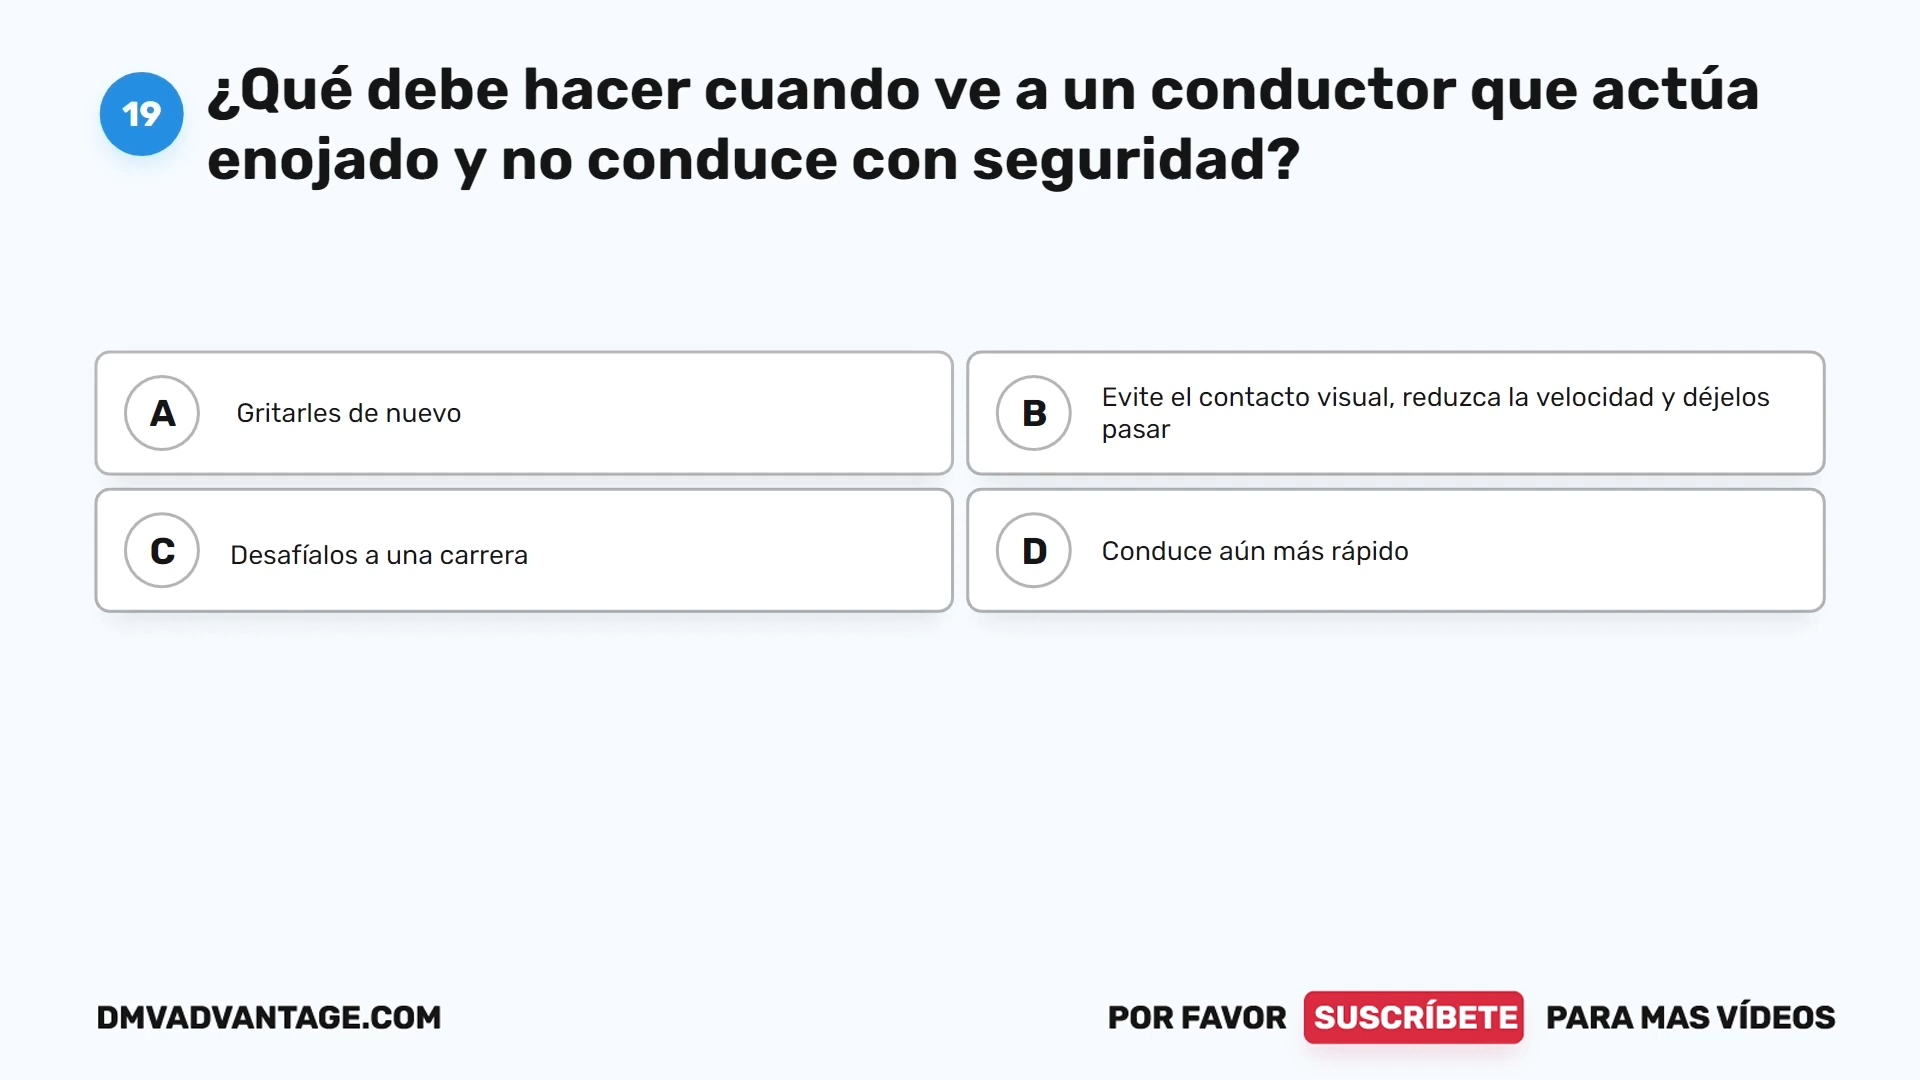 19
¿Qué debe hacer cuando ve a un conductor que actúa
enojado y no conduce con seguridad?
A Gritarles de nuevo
B Evite el contacto visual, reduzca la velocidad y déjelos
pasar
C Desafíalos a una carrera
D Conduce aún más rápido
DMVADVANTAGE.COM
POR FAVOR SUSCRÍBETE PARA MAS VÍDEOS